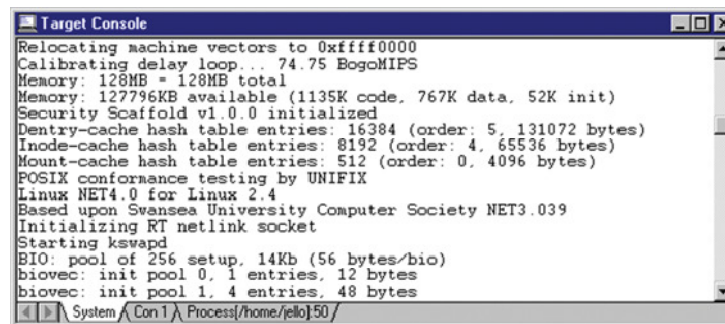 Target Console
Relocating machine vectors to 0xffff0000
Calibrating delay loop... 74.75 BogoMIPS
Memory: 128MB = 128MB total
Memory: 127796KB available (1135K code, 767K data, 52K init)
Security Scaffold v1.0.0 initialized
Dentry-cache hash table entries: 16384 (order: 5, 131072 bytes)
Inode-cache hash table entries: 8192 (order: 4, 65536 bytes)
Mount-cache hash table entries: 512 (order: 0, 4096 bytes)
POSIX conformance testing by UNIFIX
Linux NET4.0 for Linux 2.4
Based upon Swansea University Computer Society NET3.039
Initializing RT netlink socket
Starting kswapd
BIO: pool of 256 setup, 14Kb (56 bytes/bio)
biovec: init pool 0, 1 entries, 12 bytes
biovec: init pool 1, 4 entries, 48 bytes
System Con 1 Process[/home/jello]:50